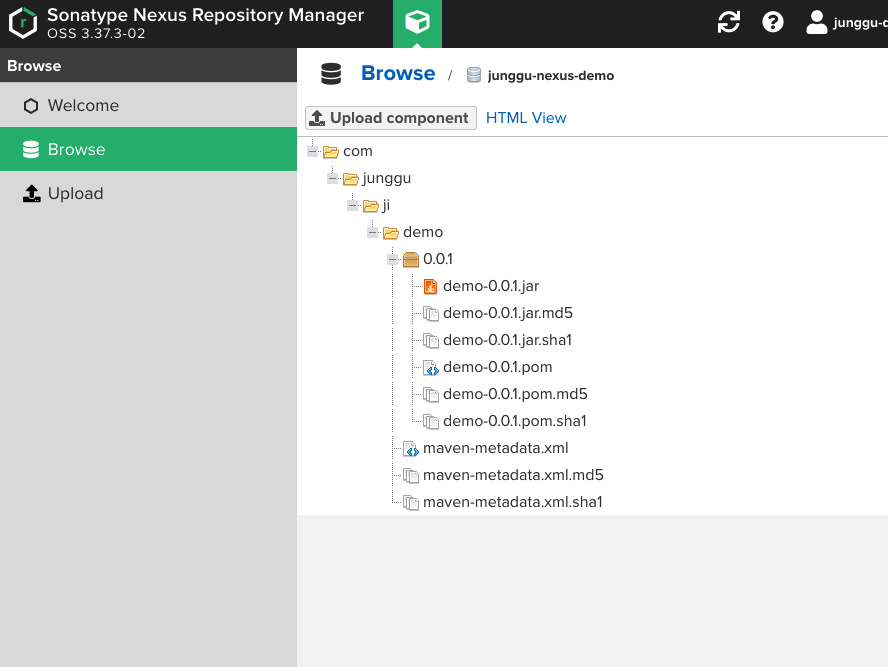 Sonatype Nexus Repository Manager
OSS 3.37.3-02
junggu-d
Browse
Welcome
Browse
Upload
Browse / junggu-nexus-demo
Upload component HTML View
com
junggu
ji
demo
0.0.1
demo-0.0.1.jar
demo-0.0.1.jar.md5
demo-0.0.1.jar.sha1
demo-0.0.1.pom
demo-0.0.1.pom.md5
demo-0.0.1.pom.sha1
maven-metadata.xml
maven-metadata.xml.md5
maven-metadata.xml.sha1